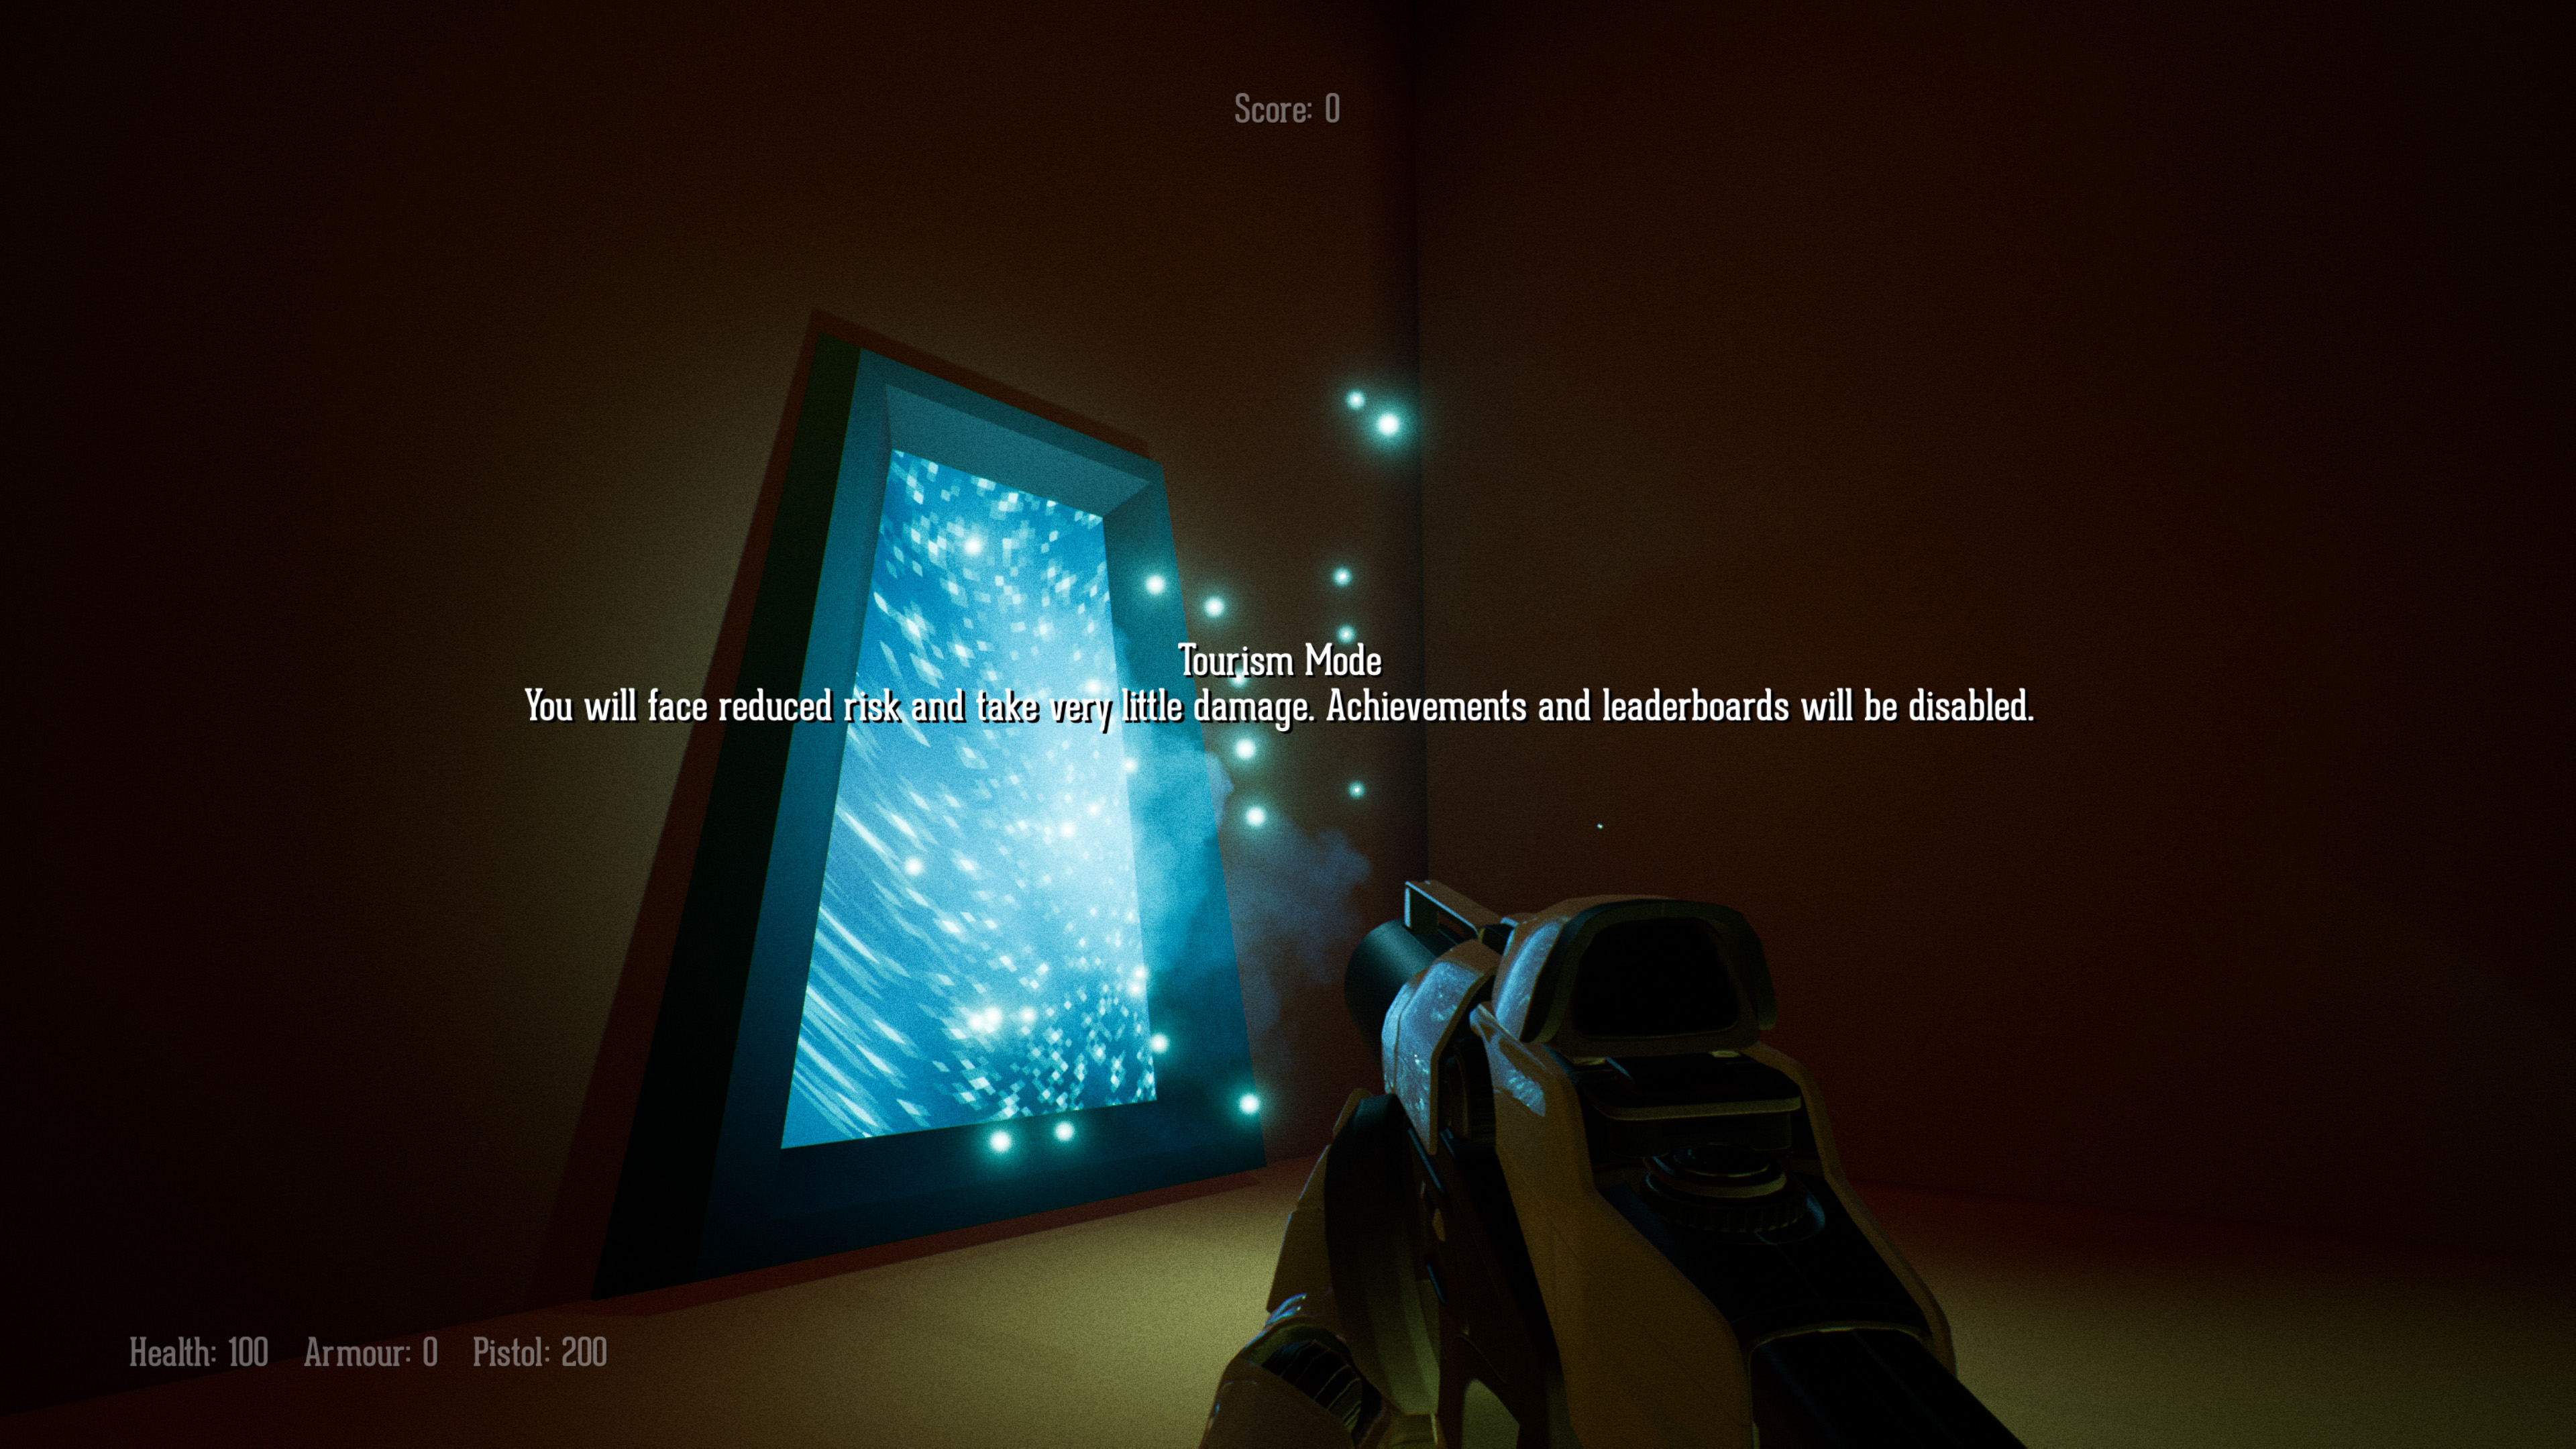 Score: 0
Tourism Mode
You will face reduced risk and take very little damage. Achievements and leaderboards will be disabled.
Health: 100 Armour: 0 Pistol: 200